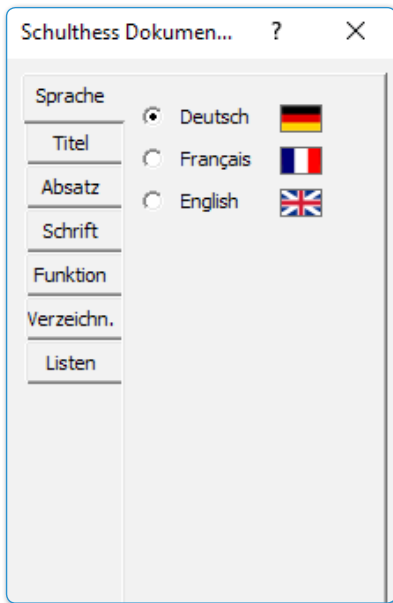 Schulthess Dokumen... ?
Sprache
Deutsch
Titel
Français
Absatz
English
Schrift
Funktion
Verzeichn.
Listen